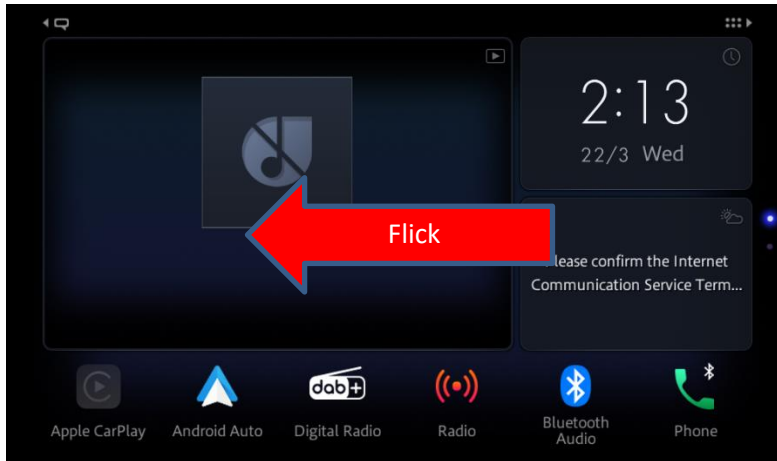 2:13
22/3 Wed
Flick
lease confirm the Internet
Communication Service Term...
dab+
Apple CarPlay
Android Auto
Digital Radio
Radio
Bluetooth
Audio
Phone